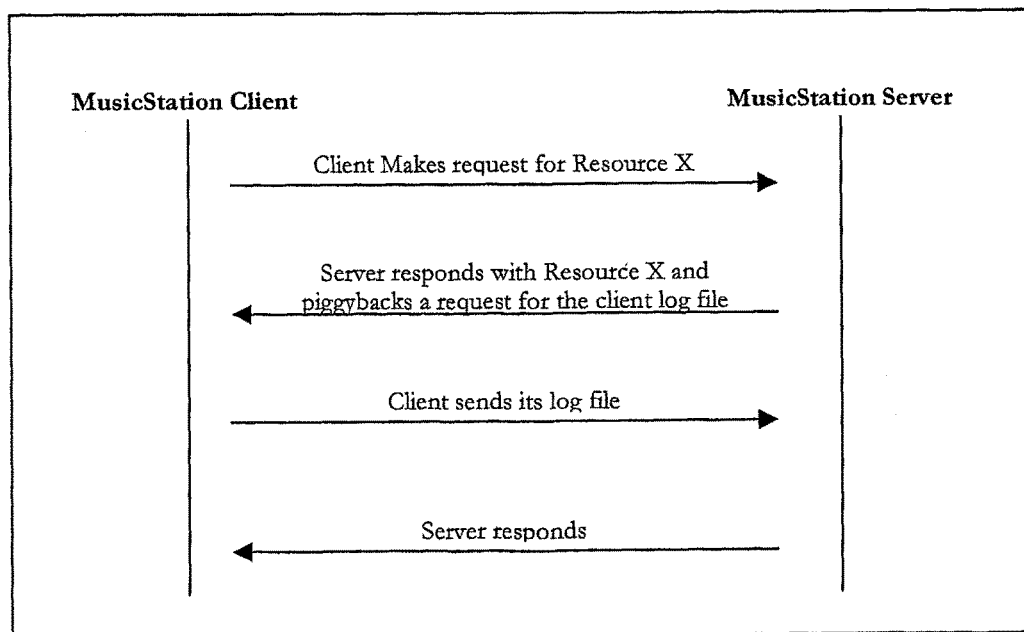 MusicStation Client
MusicStation Server
Client Makes request for Resource X
Server responds with Resource X and
piggybacks a request for the client log file
Client sends its log file
Server responds